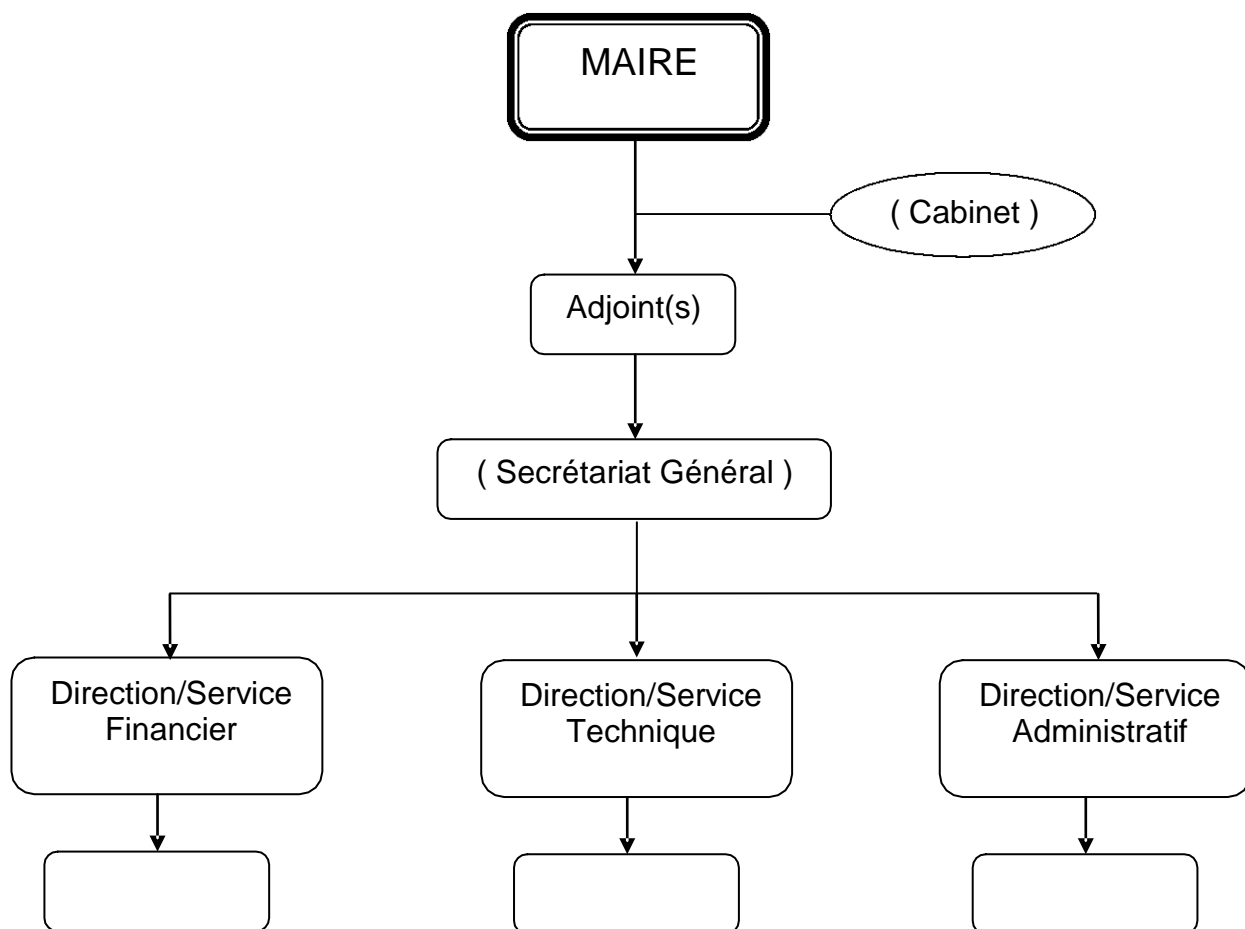 MAIRE
( Cabinet )
Adjoint(s)
( Secrétariat Général )
Direction/Service
Financier
Direction/Service
Technique
Direction/Service
Administratif